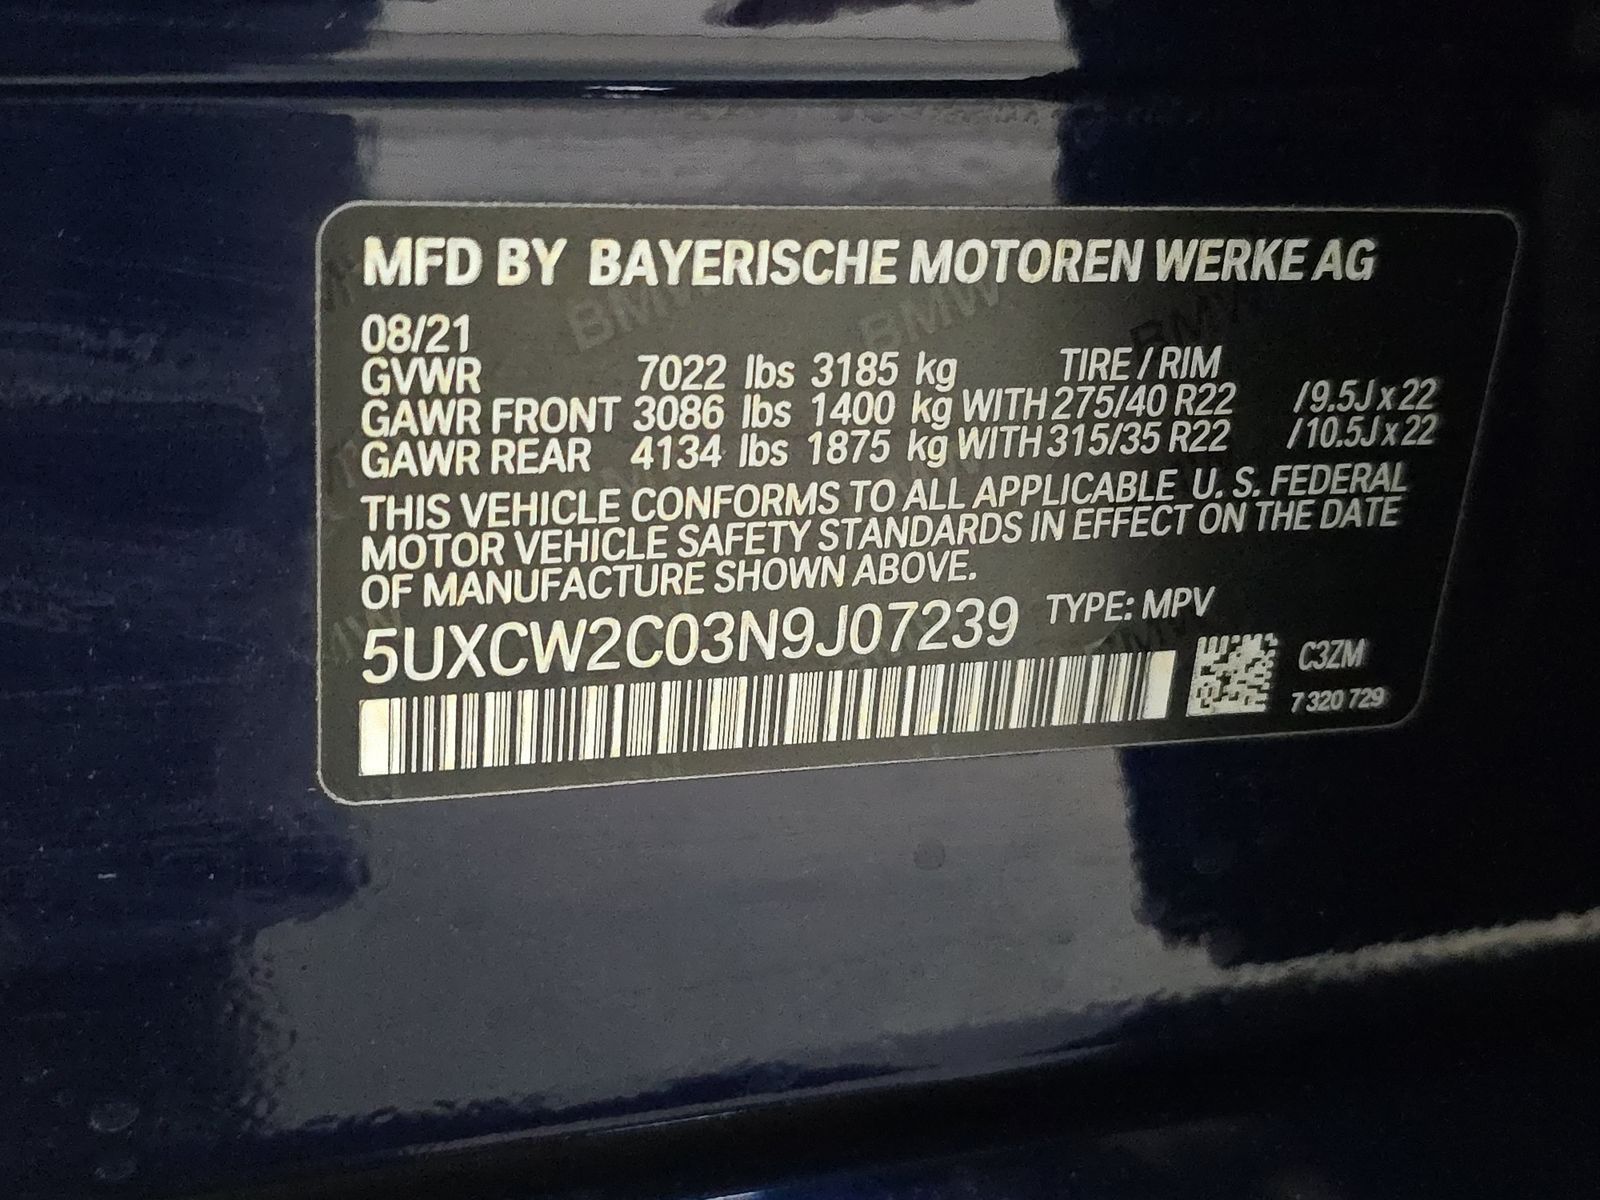 MFD BY BAYERISCHE MOTOREN WERKE AG
08/21
GVWR 7022 lbs 3185 kg TIRE / RIM
GAWR FRONT 3086 lbs 1400 kg WITH 275/40 R22 /9.5J x 22
GAWR REAR 4134 lbs 1875 kg WITH 315/35 R22 /10.5J x 22
THIS VEHICLE CONFORMS TO ALL APPLICABLE U. S. FEDERAL
MOTOR VEHICLE SAFETY STANDARDS IN EFFECT ON THE DATE
OF MANUFACTURE SHOWN ABOVE.
5UXCW2C03N9J07239 TYPE: MPV
C3ZM
7 320 729
BMW
BMW
BMW